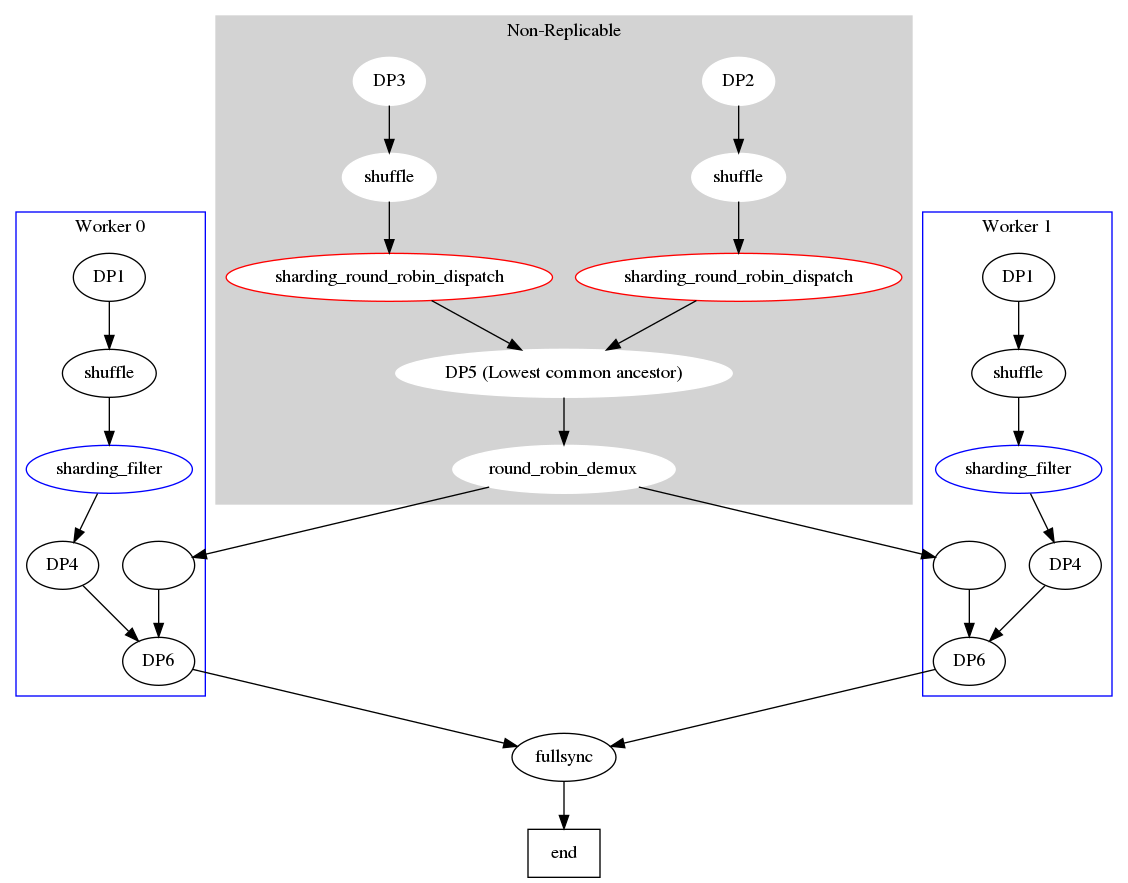 Non-Replicable
DP3
DP2
shuffle
shuffle
Worker 0
Worker 1
DP1
sharding_round_robin_dispatch
sharding_round_robin_dispatch
DP1
shuffle
DP5 (Lowest common ancestor)
shuffle
sharding_filter
round_robin_demux
sharding_filter
DP4
DP4
DP6
DP6
fullsync
end